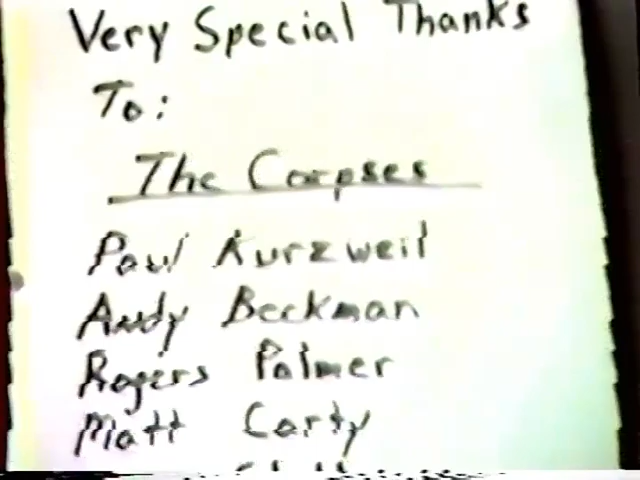 Very Special Thanks
To:
The Corpses
Paul Kurzweil
Andy Beckman
Rogers Palmer
Matt Carty